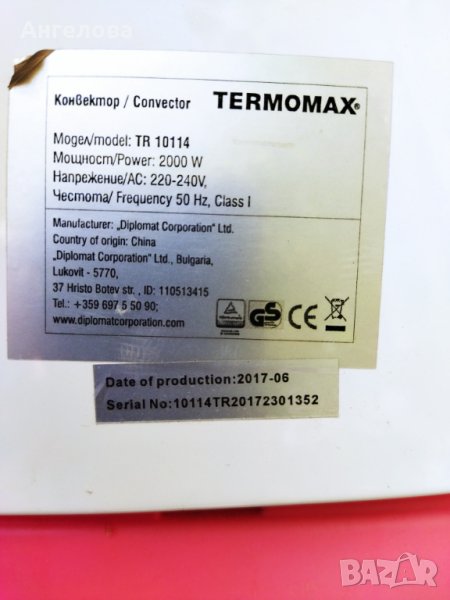 Ангелова
Конвектор / Convector TERMOMAX®
Модел/model: TR 10114
Мощност/Power: 2000 W
Напрежение/AC: 220-240V,
Честота/ Frequency 50 Hz, Class I
Manufacturer: „Diplomat Corporation" Ltd.
Country of origin: China
„Diplomat Corporation" Ltd., Bulgaria,
Lukovit - 5770,
37 Hristo Botev str. , ID: 110513415
Tel.: +359 697 5 50 90;
www.diplomatcorporation.com
GS CE
Date of production:2017-06
Serial No:10114TR20172301352
BAZAR